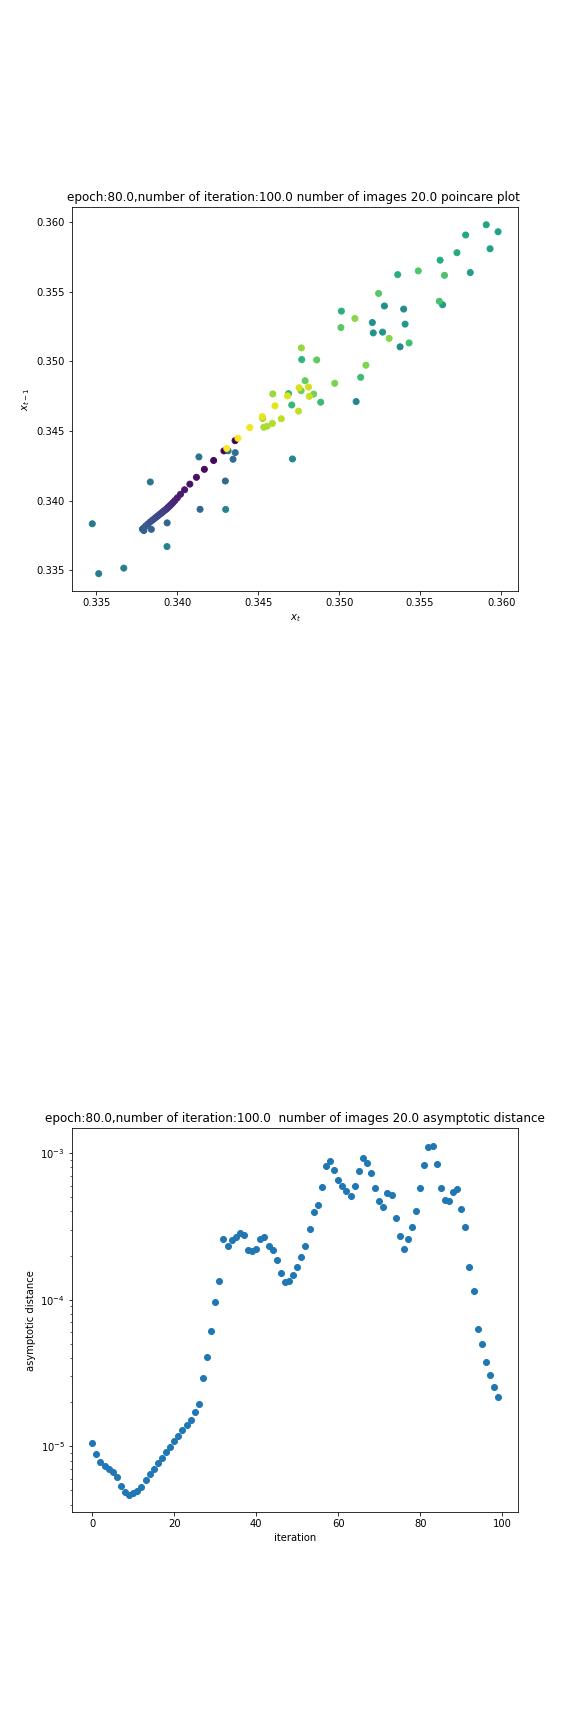 epoch:80.0,number of iteration:100.0 number of images 20.0 poincare plot
0.360
0.355
0.350
0.345
0.340
0.335
x_{t-1}
0.335 0.340 0.345 0.350 0.355 0.360
x_t
epoch:80.0,number of iteration:100.0  number of images 20.0 asymptotic distance
10^{-3}
10^{-4}
10^{-5}
asymptotic distance
0 20 40 60 80 100
iteration